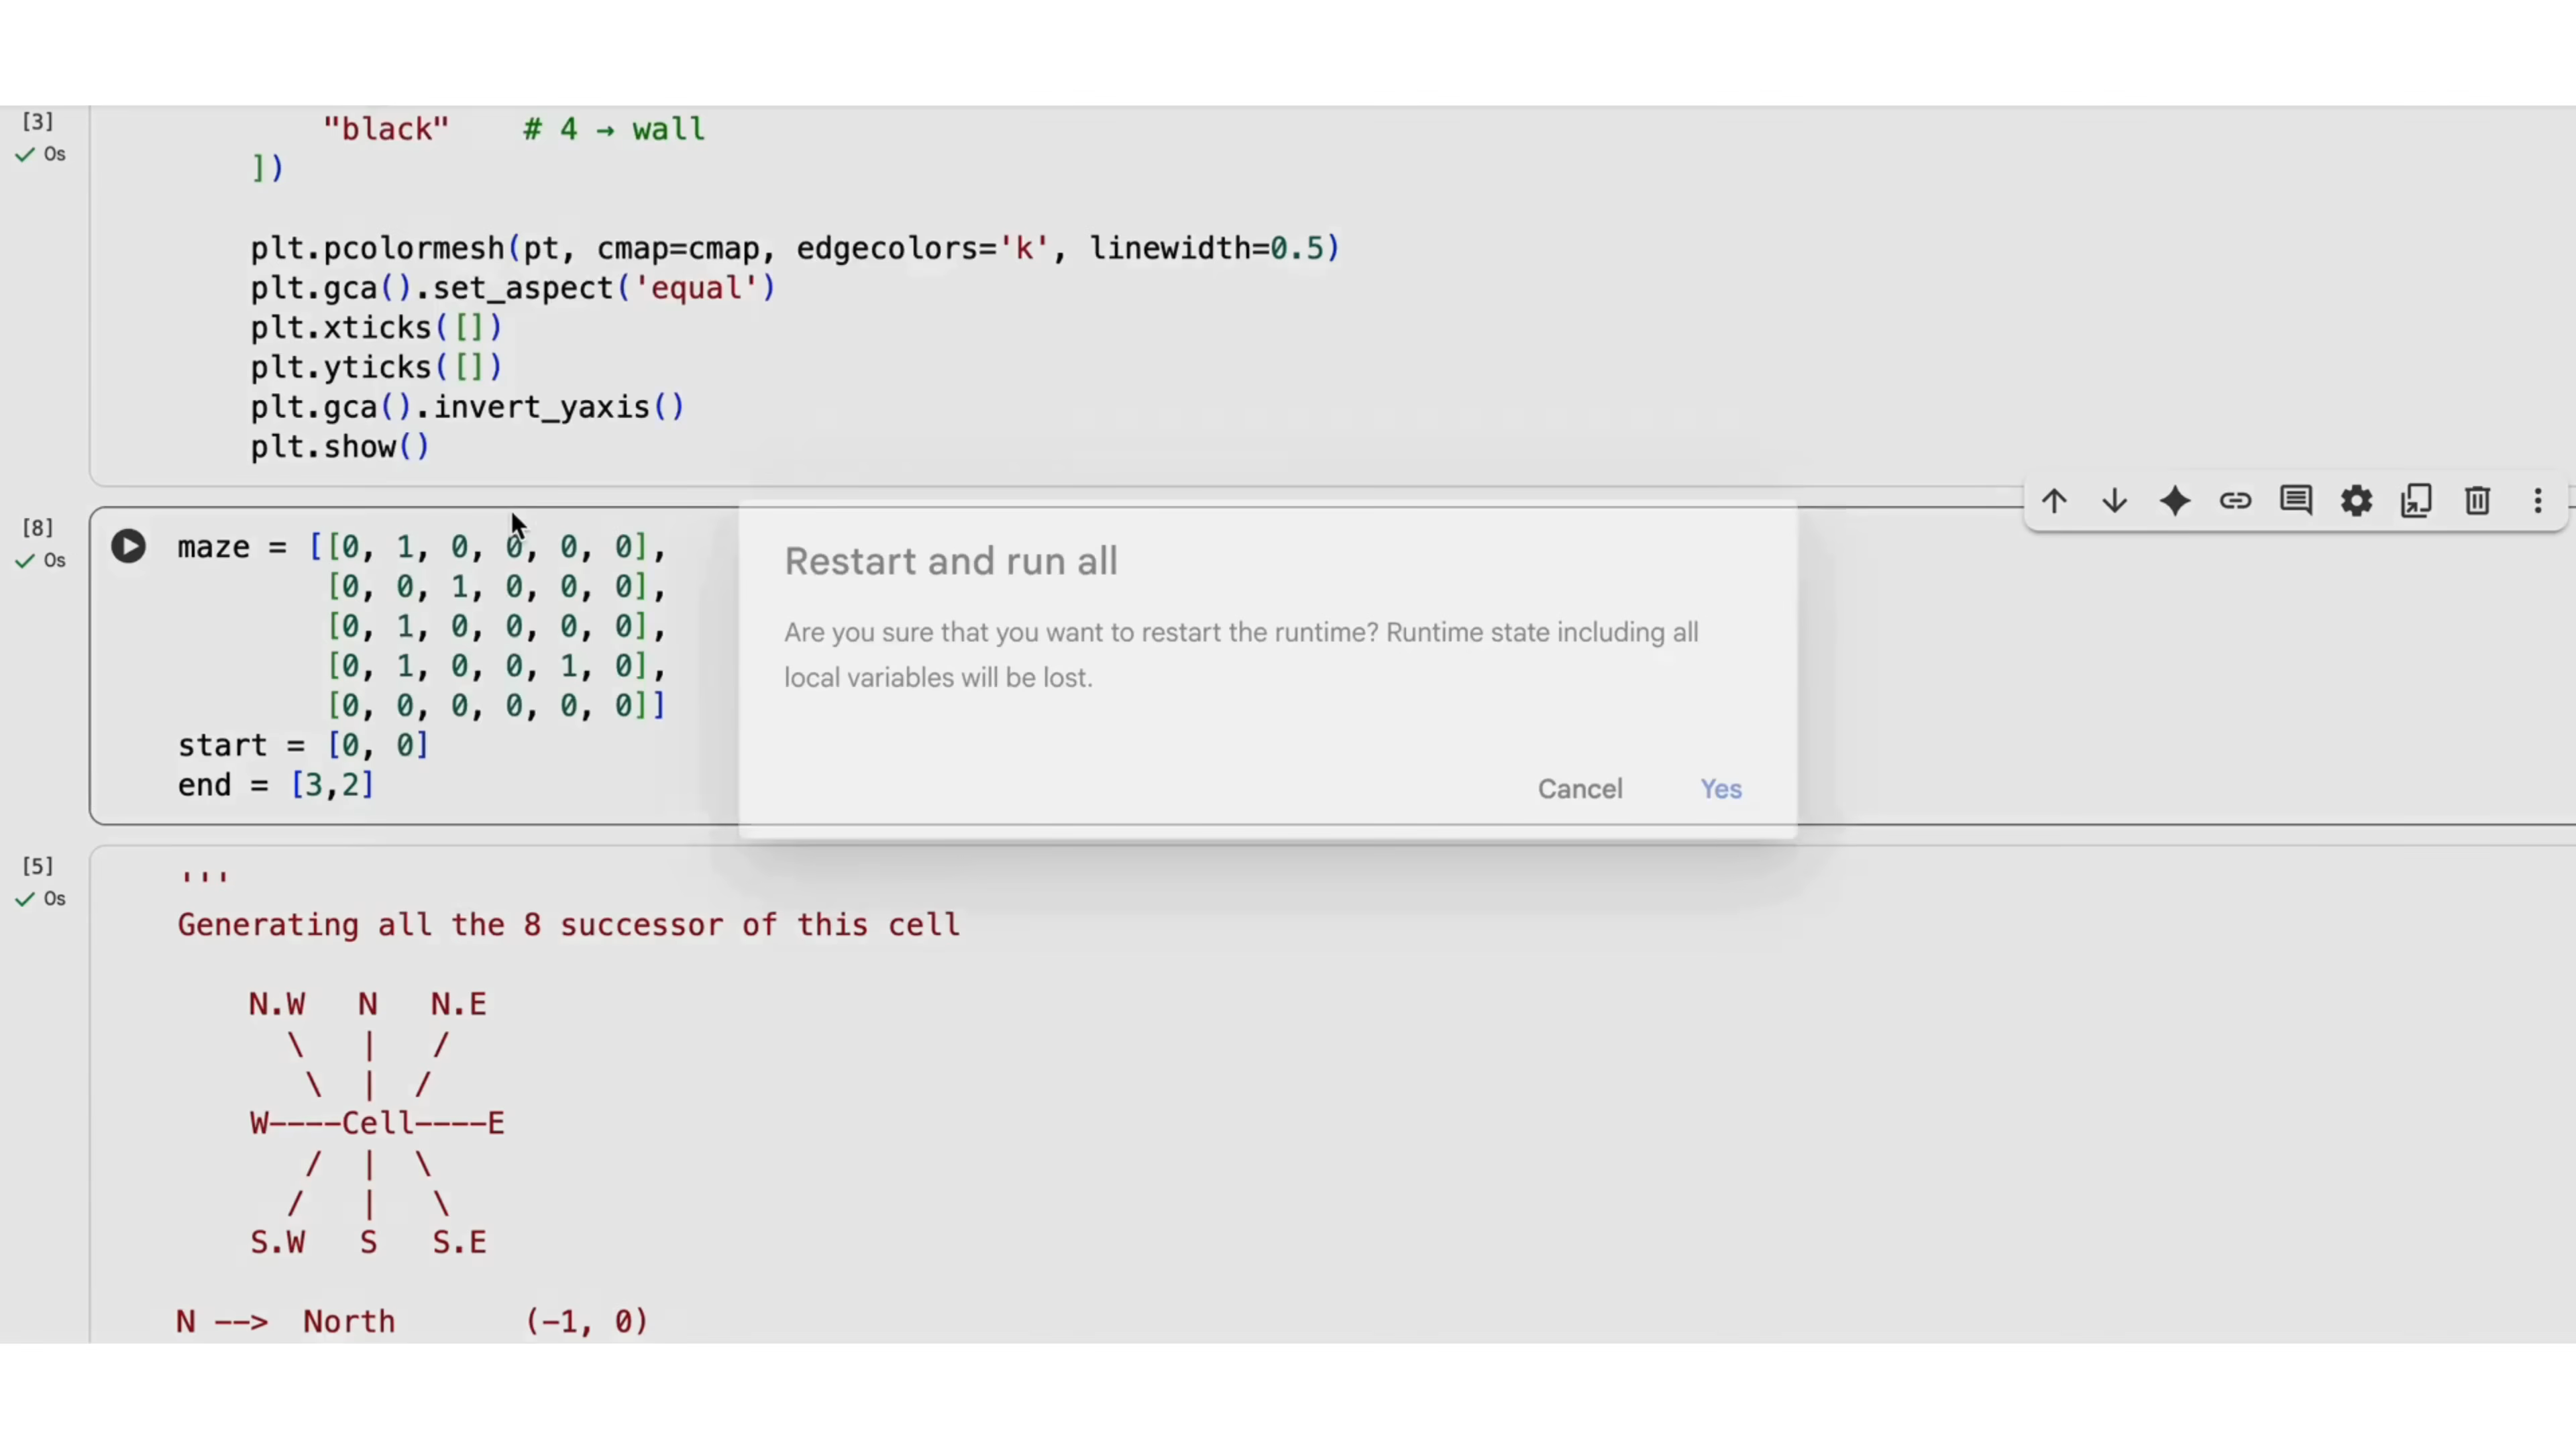 [3]
0s
"black"    # 4 → wall
])
plt.pcolormesh(pt, cmap=cmap, edgecolors='k', linewidth=0.5)
plt.gca().set_aspect('equal')
plt.xticks([])
plt.yticks([])
plt.gca().invert_yaxis()
plt.show()
[8]
0s
maze = [[0, 1, 0, 0, 0, 0],
[0, 0, 1, 0, 0, 0],
[0, 1, 0, 0, 0, 0],
[0, 1, 0, 0, 1, 0],
[0, 0, 0, 0, 0, 0]]
start = [0, 0]
end = [3,2]
Restart and run all
Are you sure that you want to restart the runtime? Runtime state including all
local variables will be lost.
Cancel    Yes
[5]
0s
'''
Generating all the 8 successor of this cell
N.W   N   N.E
\   |   /
\  |  /
W----Cell----E
/  |  \
/   |   \
S.W   S   S.E
N -->  North       (-1, 0)